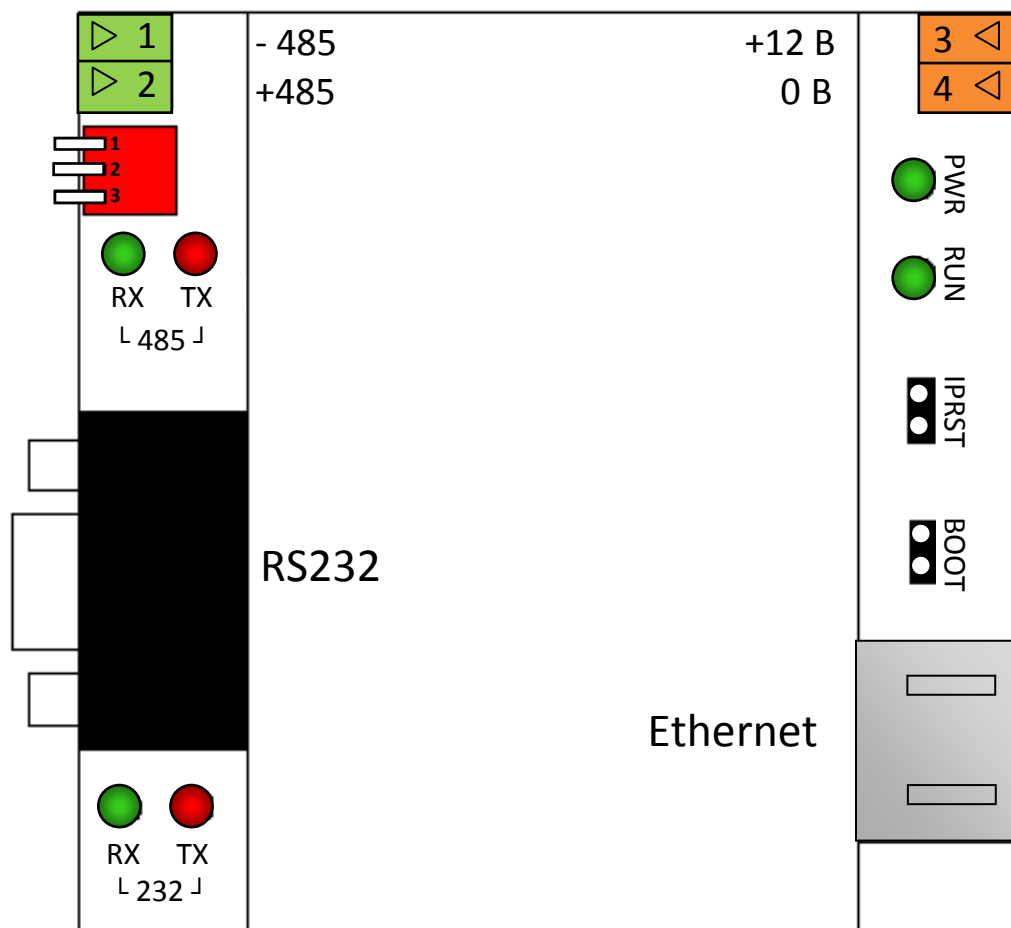 1 - 485 +12 В 3
2 +485 0 В 4
1
2
3
PWR
RX TX
RUN
└ 485 ┘
IPRST
BOOT
RS232
Ethernet
RX TX
└ 232 ┘